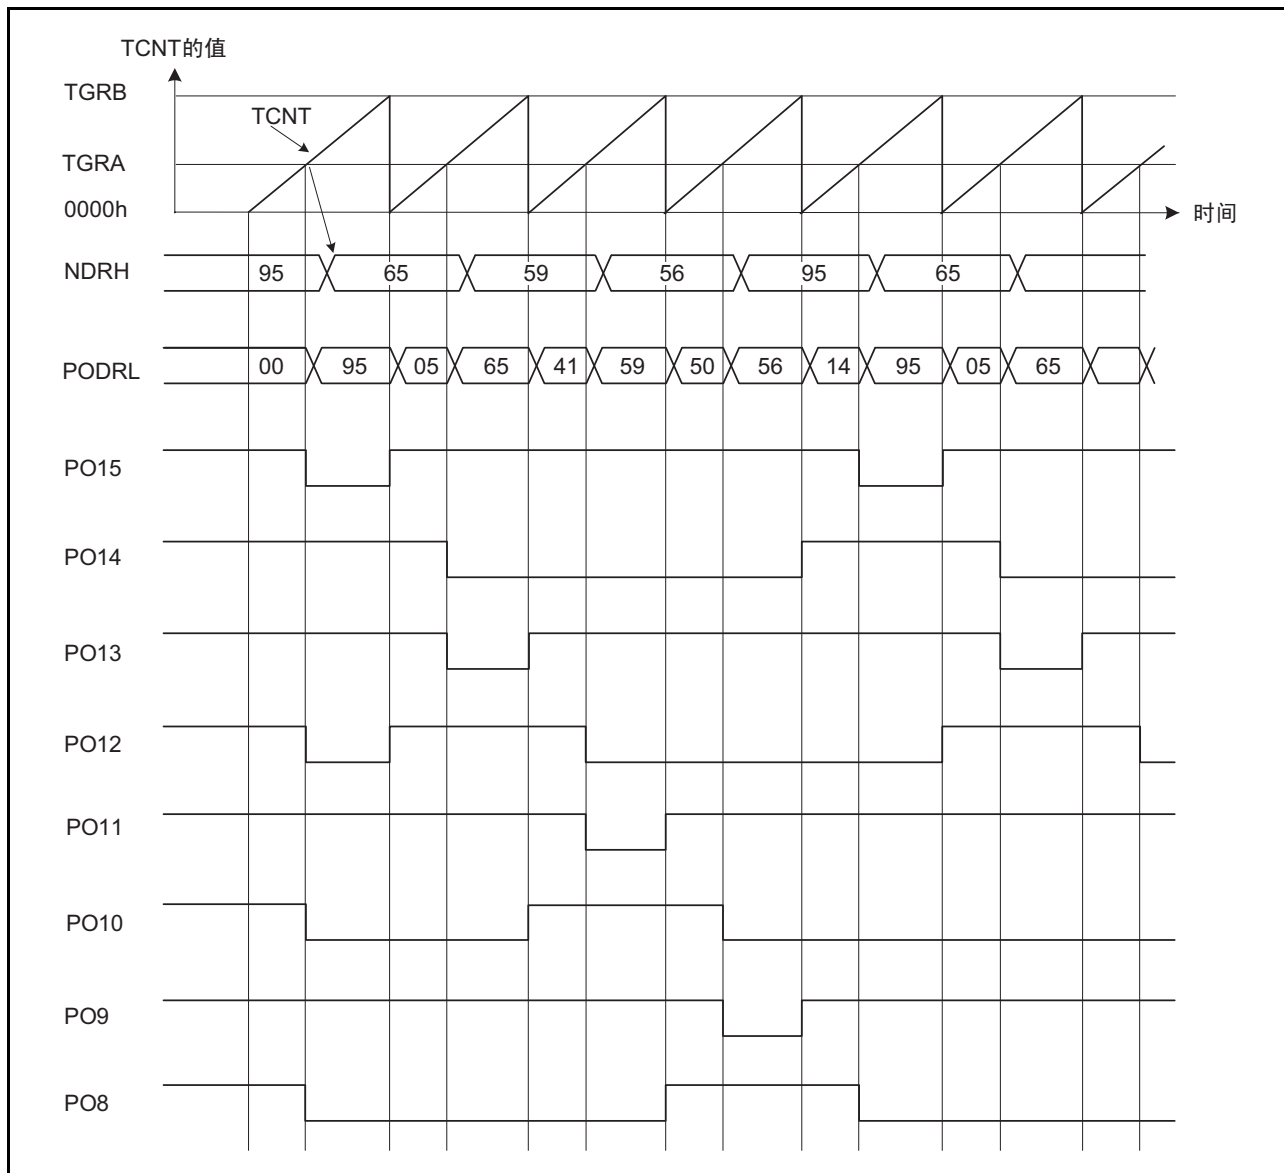 TCNT的值
TGRB
TCNT
TGRA
0000h
时间
NDRH 95 65 59 56 95 65
PODRL 00 95 05 65 41 59 50 56 14 95 05 65
PO15
PO14
PO13
PO12
PO11
PO10
PO9
PO8